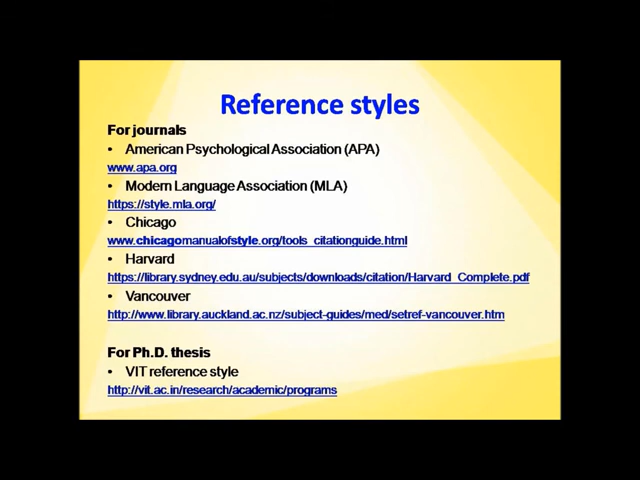 Reference styles
For journals
• American Psychological Association (APA)
www.apa.org
• Modern Language Association (MLA)
https://style.mla.org/
• Chicago
www.chicagomanualofstyle.org/tools_citationguide.html
• Harvard
https://library.sydney.edu.au/subjects/downloads/citation/Harvard_Complete.pdf
• Vancouver
http://www.library.auckland.ac.nz/subject-guides/med/setref-vancouver.htm
For Ph.D. thesis
• VIT reference style
http://vit.ac.in/research/academic/programs